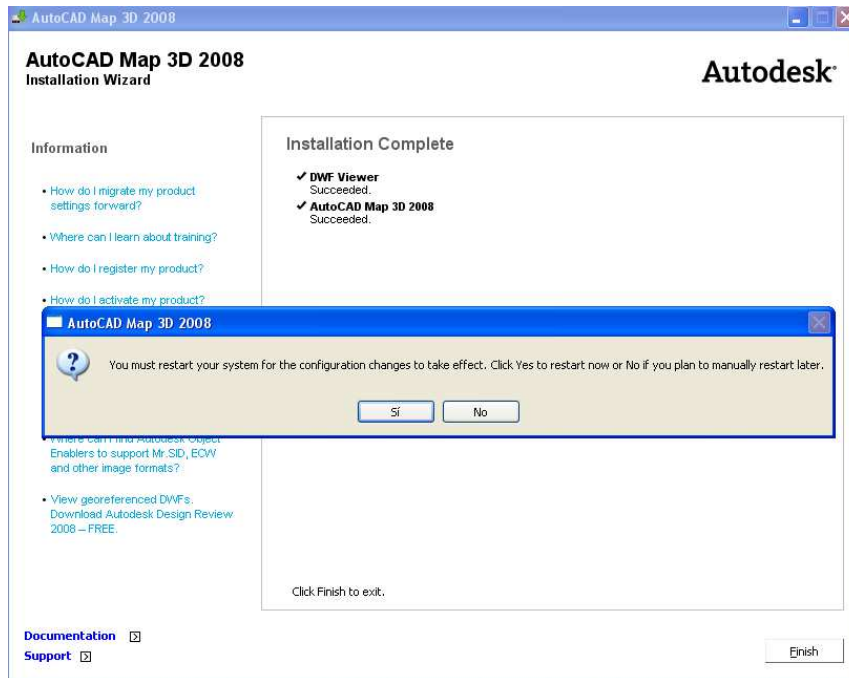 AutoCAD Map 3D 2008
AutoCAD Map 3D 2008
Installation Wizard
Autodesk
Information
• How do I migrate my product
settings forward?
• Where can I learn about training?
• How do I register my product?
• How do I activate my product?
Installation Complete
✓ DWF Viewer
Succeeded.
✓ AutoCAD Map 3D 2008
Succeeded.
AutoCAD Map 3D 2008
You must restart your system for the configuration changes to take effect. Click Yes to restart now or No if you plan to manually restart later.
Sí
No
Where can I find Autodesk Object
Enablers to support Mr.SID, ECW
and other image formats?
• View georeferenced DWFs.
Download Autodesk Design Review
2008 – FREE.
Click Finish to exit.
Documentation
Support
Finish